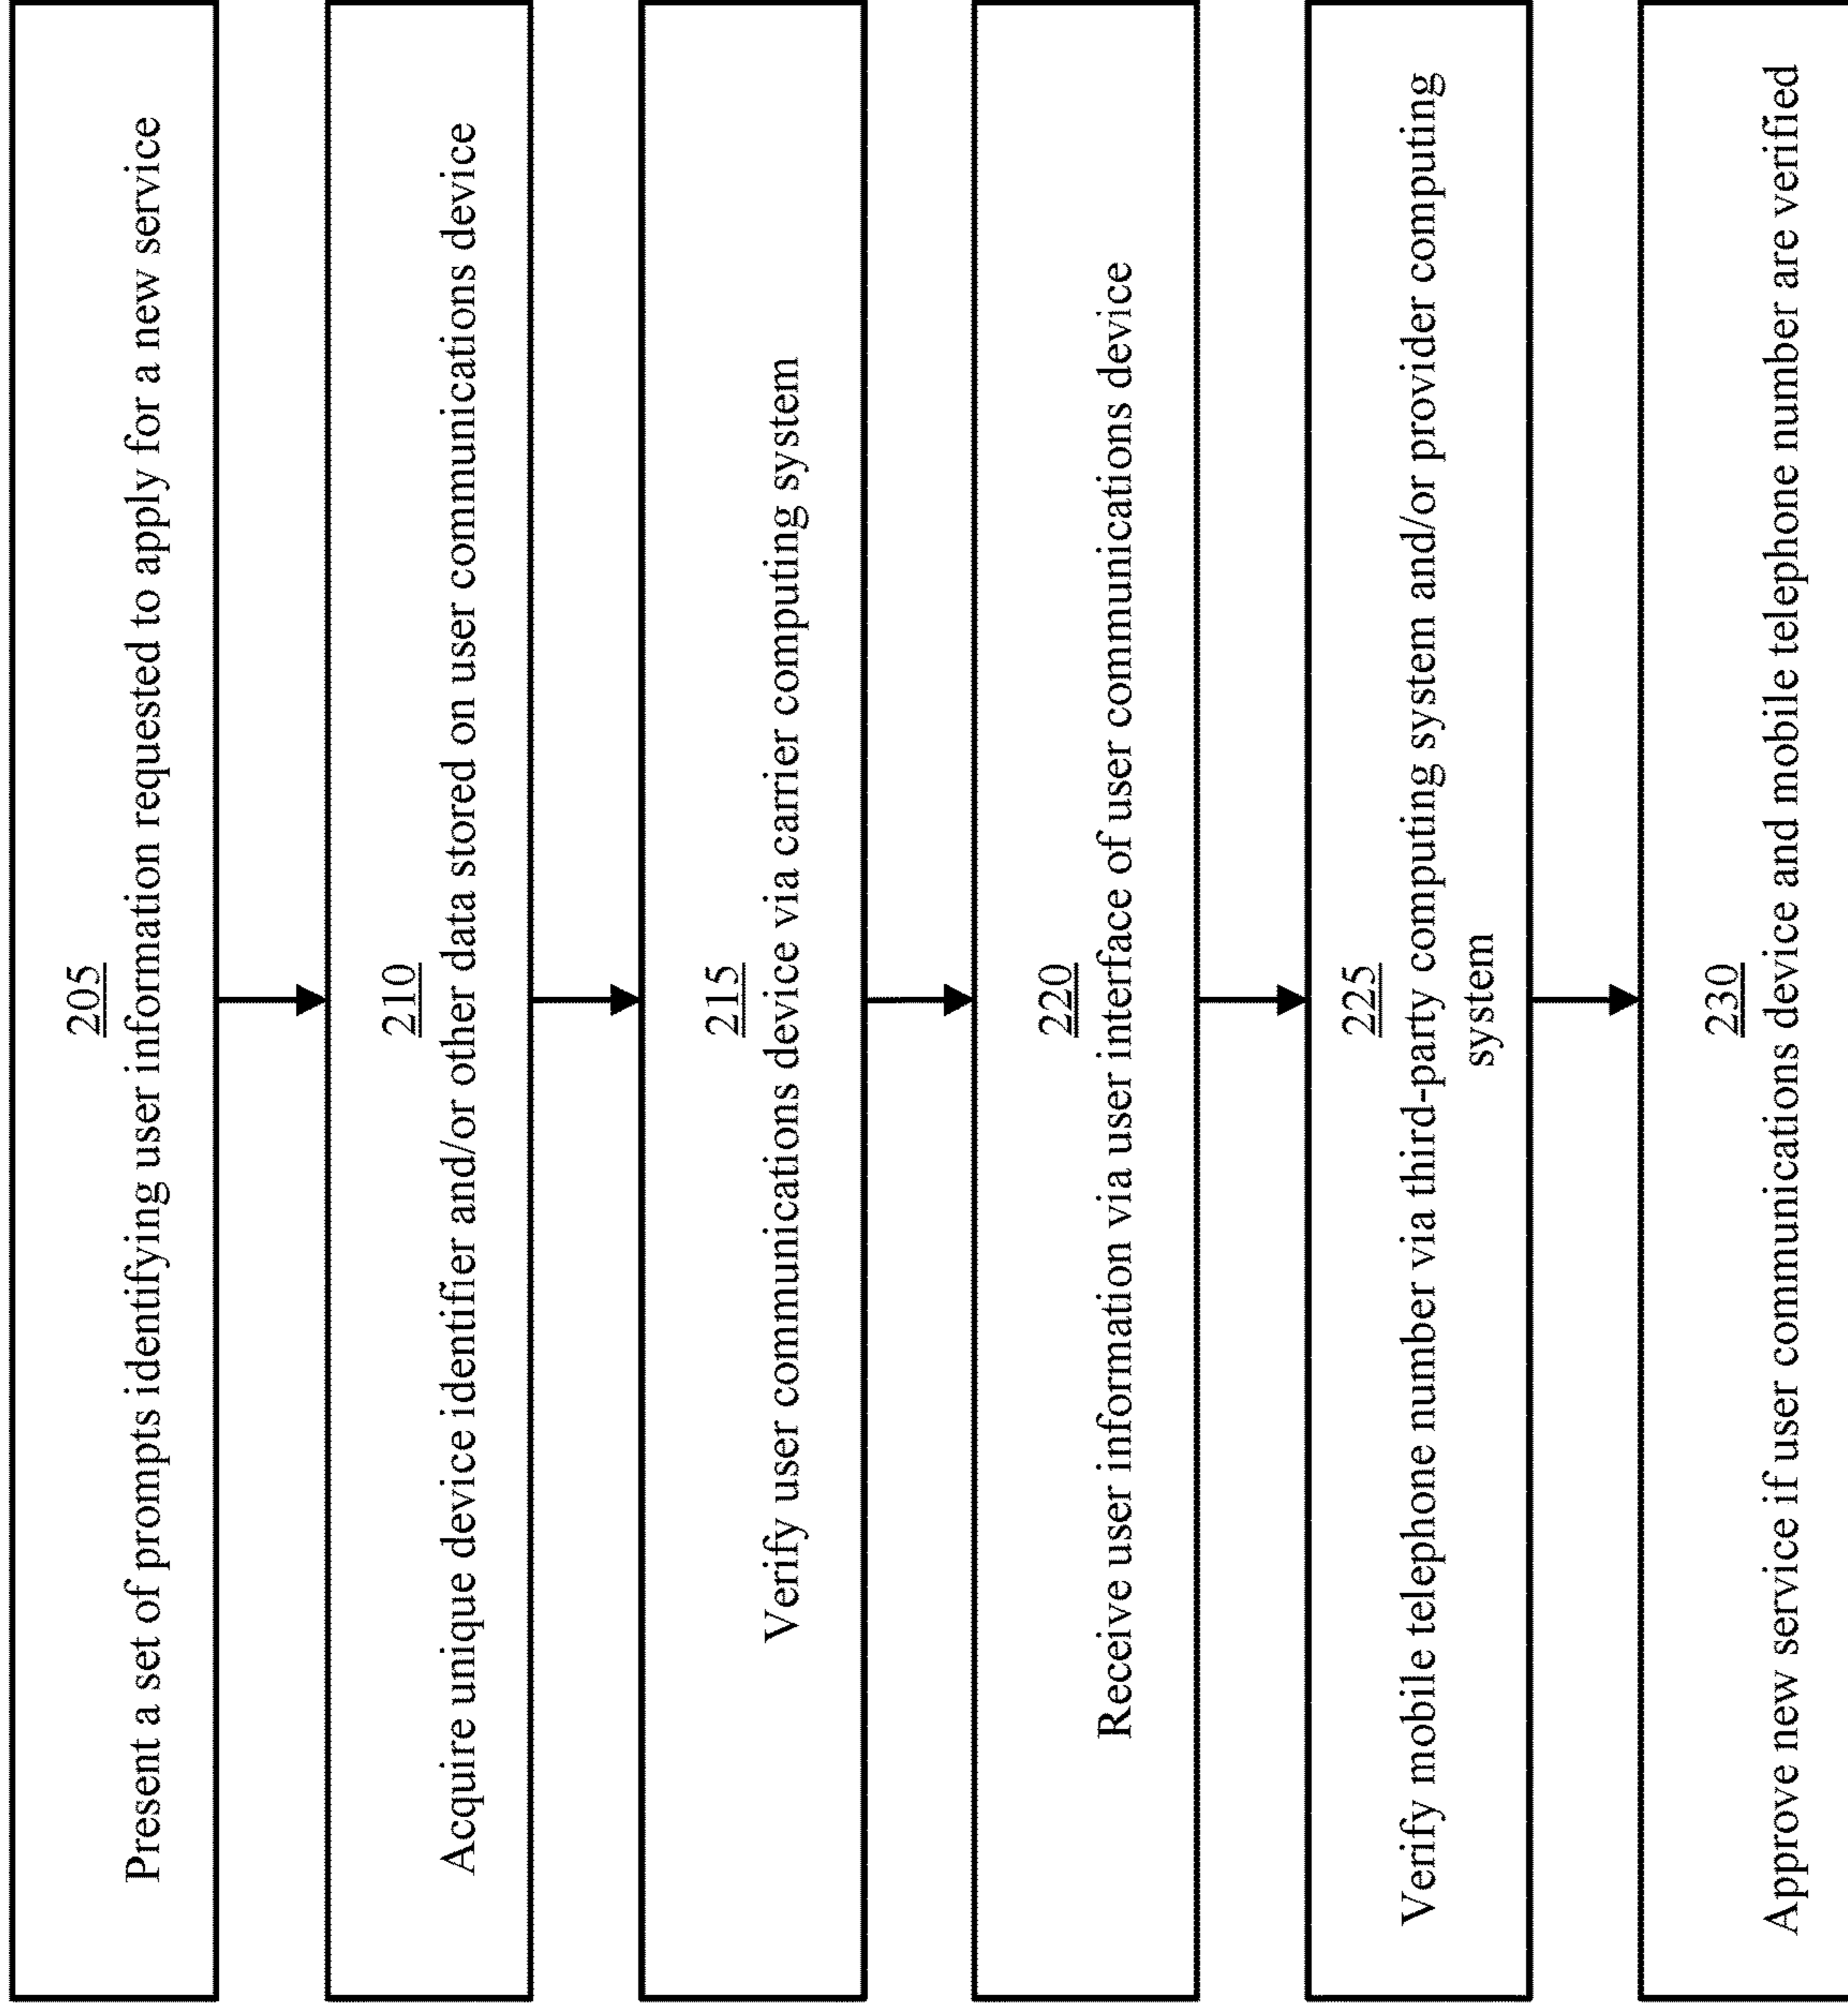 205
Present a set of prompts identifying user information requested to apply for a new service
210
Acquire unique device identifier and/or other data stored on user communications device
215
Verify user communications device via carrier computing system
220
Receive user information via user interface of user communications device
225
Verify mobile telephone number via third-party computing system and/or provider computing
system
230
Approve new service if user communications device and mobile telephone number are verified